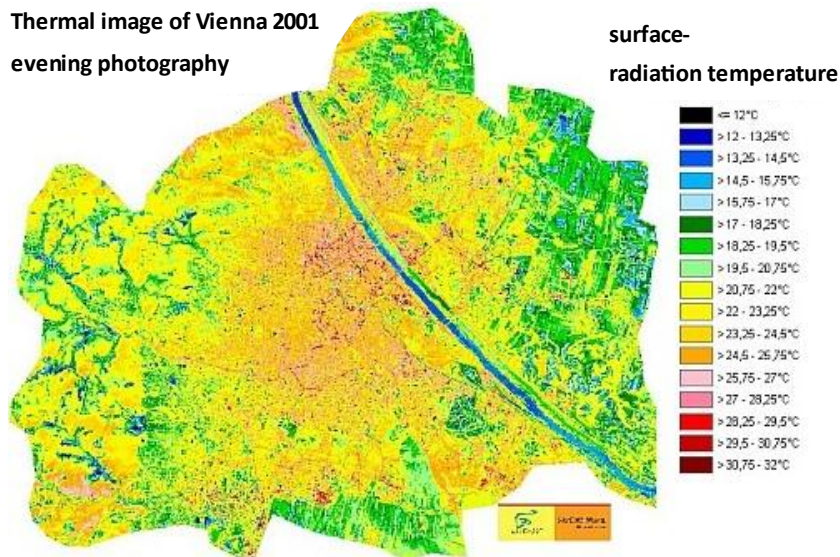 Thermal image of Vienna 2001
evening photography
surface-
radiation temperature
<= 12°C
>12 - 13,25°C
>13,25 - 14,5°C
>14,5 - 15,75°C
>15,75 - 17°C
>17 - 18,25°C
>18,25 - 19,5°C
>19,5 - 20,75°C
>20,75 - 22°C
>22 - 23,25°C
>23,25 - 24,5°C
>24,5 - 25,75°C
>25,75 - 27°C
>27 - 28,25°C
>28,25 - 29,5°C
>29,5 - 30,75°C
>30,75 - 32°C